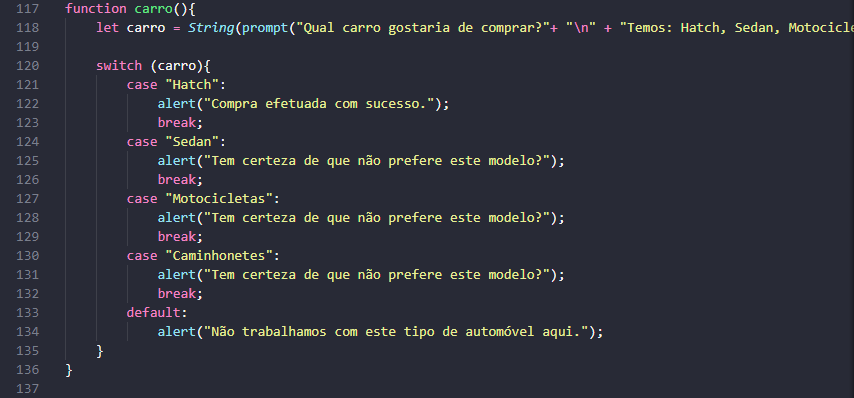 117 function carro(){
118 let carro = String(prompt("Qual carro gostaria de comprar?"+ "\n" + "Temos: Hatch, Sedan, Motocicle
119
120 switch (carro){
121 case "Hatch":
122 alert("Compra efetuada com sucesso.");
123 break;
124 case "Sedan":
125 alert("Tem certeza de que não prefere este modelo?");
126 break;
127 case "Motocicletas":
128 alert("Tem certeza de que não prefere este modelo?");
129 break;
130 case "Caminhonetes":
131 alert("Tem certeza de que não prefere este modelo?");
132 break;
133 default:
134 alert("Não trabalhamos com este tipo de automóvel aqui.");
135 }
136 }
137